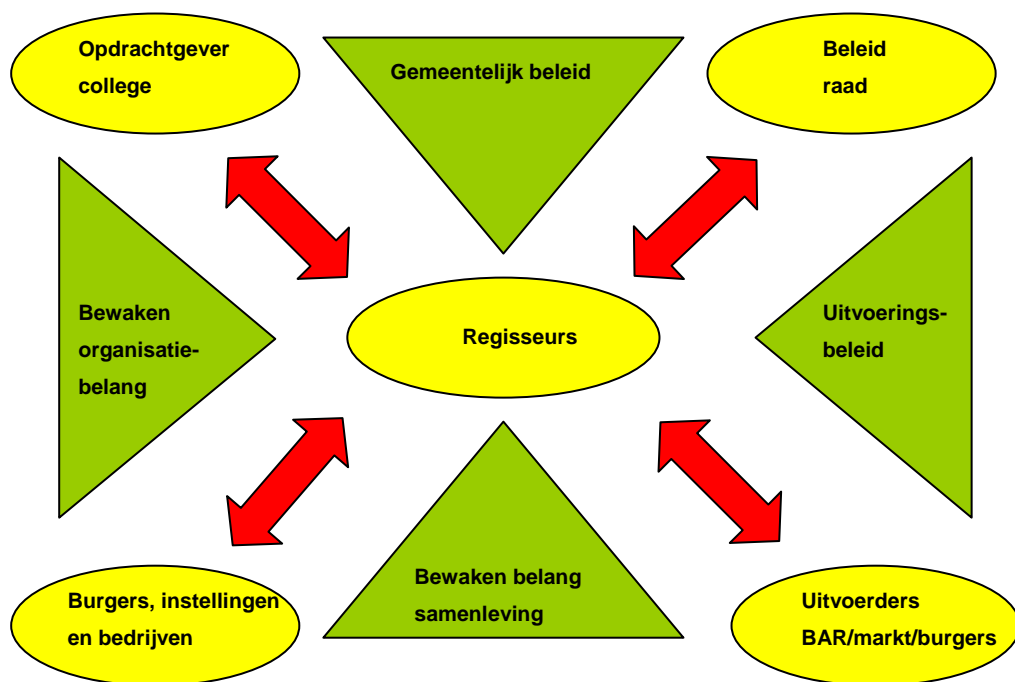 Opdrachtgever
college
Gemeentelijk beleid
Beleid
raad
Bewaken
organisatie-
belang
Regisseurs
Uitvoerings-
beleid
Burgers, instellingen
en bedrijven
Bewaken belang
samenleving
Uitvoerders
BAR/markt/burgers